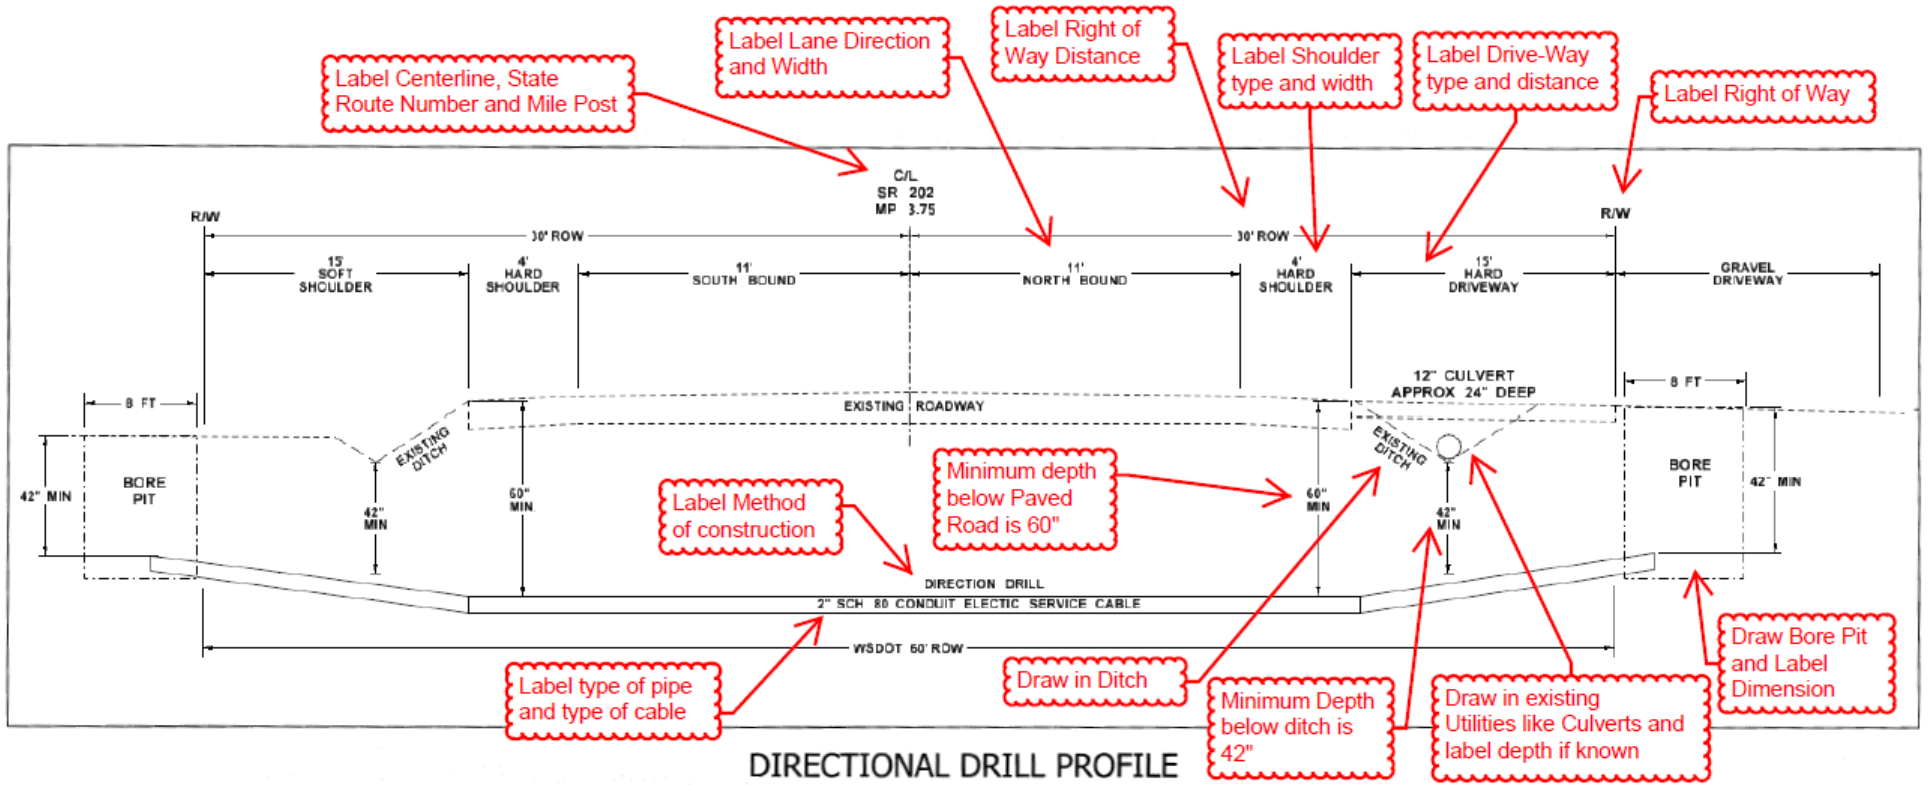 Label Centerline, State
Route Number and Mile Post
Label Lane Direction
and Width
Label Right of
Way Distance
Label Shoulder
type and width
Label Drive-Way
type and distance
Label Right of Way
C/L
SR 202
MP 3.75
R/W
R/W
30' ROW
30' ROW
15'
SOFT
SHOULDER
4'
HARD
SHOULDER
11'
SOUTH BOUND
11'
NORTH BOUND
4'
HARD
SHOULDER
15'
HARD
DRIVEWAY
GRAVEL
DRIVEWAY
12" CULVERT
APPROX 24" DEEP
8 FT
8 FT
EXISTING ROADWAY
EXISTING
DITCH
EXISTING
DITCH
BORE
PIT
BORE
PIT
42" MIN
42" MIN
42"
MIN
60"
MIN.
60"
MIN
42"
MIN
Label Method
of construction
Minimum depth
below Paved
Road is 60"
DIRECTION DRILL
2" SCH 80 CONDUIT ELECTIC SERVICE CABLE
WSDOT 60' ROW
Label type of pipe
and type of cable
Draw in Ditch
Minimum Depth
below ditch is
42"
Draw in existing
Utilities like Culverts and
label depth if known
Draw Bore Pit
and Label
Dimension
DIRECTIONAL DRILL PROFILE